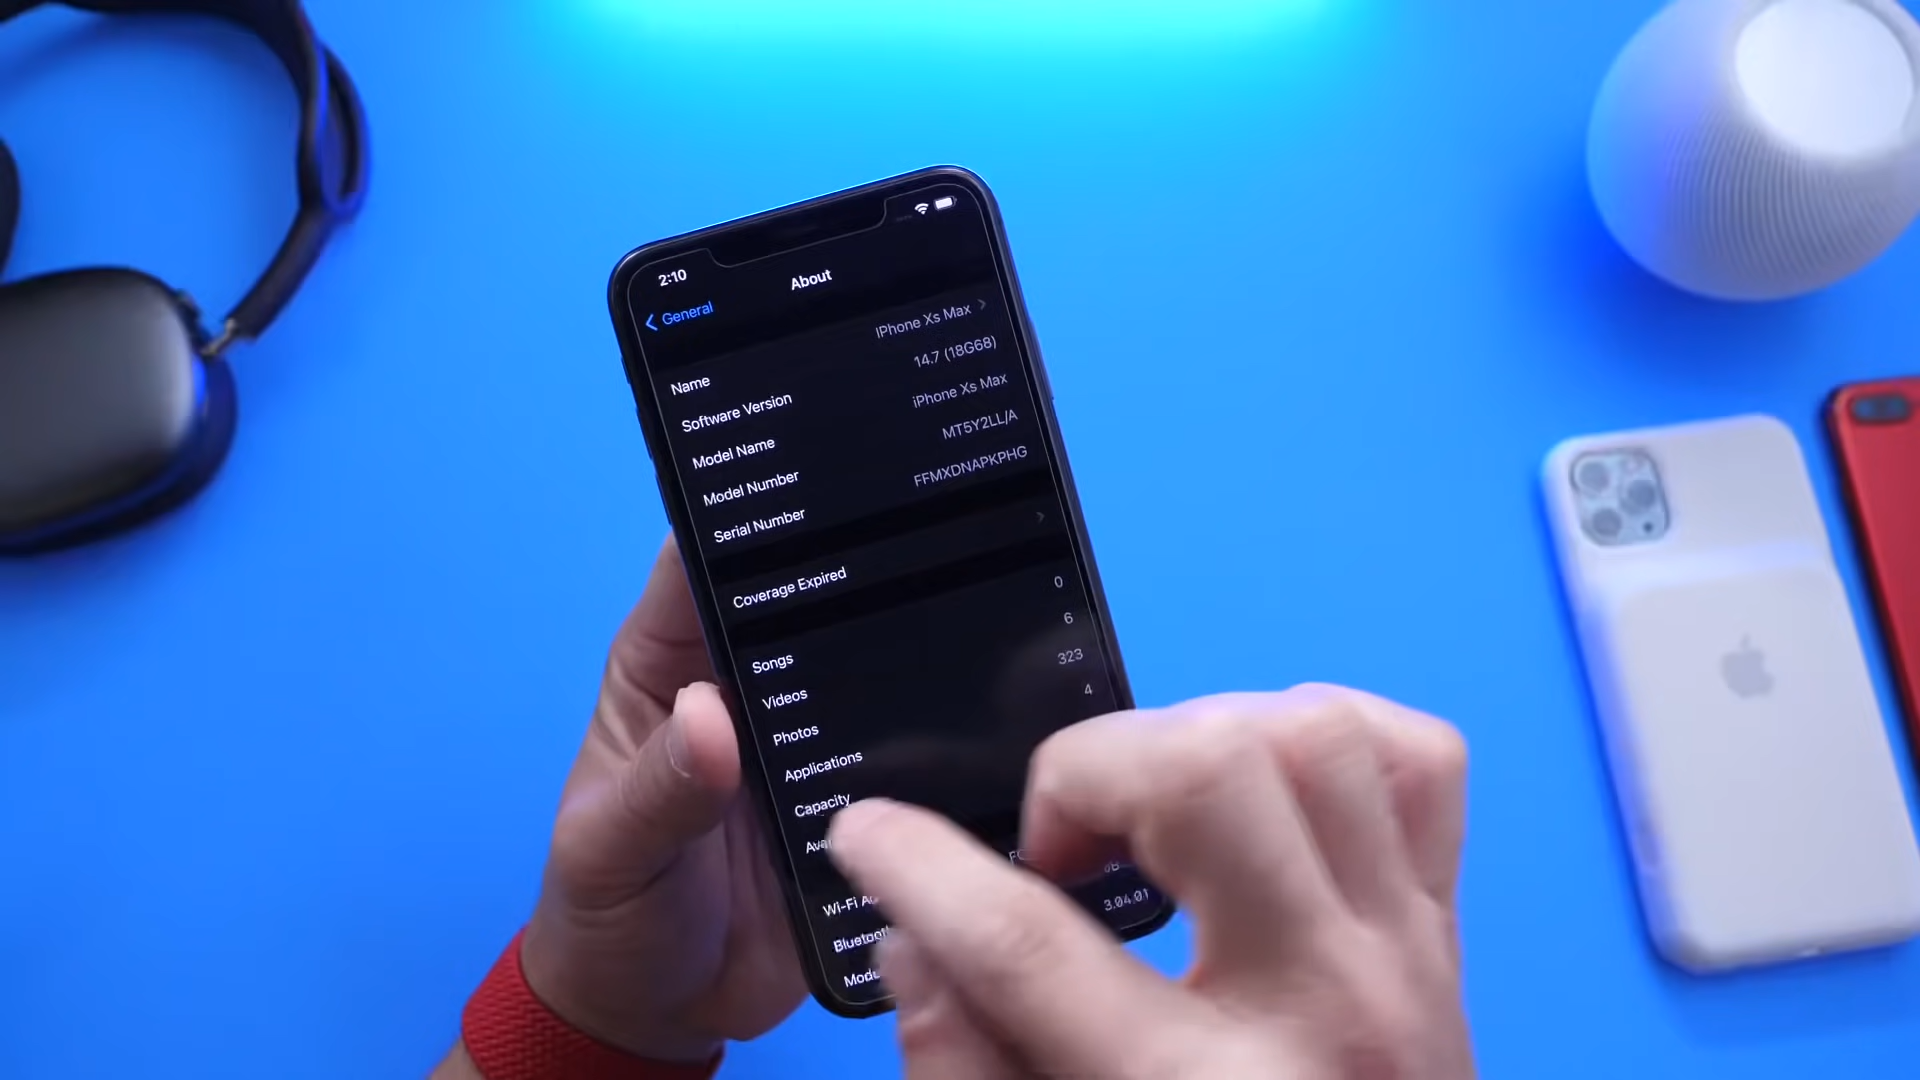 2:10
General
About
Name iPhone Xs Max
Software Version 14.7 (18G68)
Model Name iPhone Xs Max
Model Number MT5Y2LL/A
Serial Number FFMXDNAPKPHG
Coverage Expired
Songs 0
Videos 6
Photos 323
Applications 4
Capacity
Wi-Fi
3.04.01